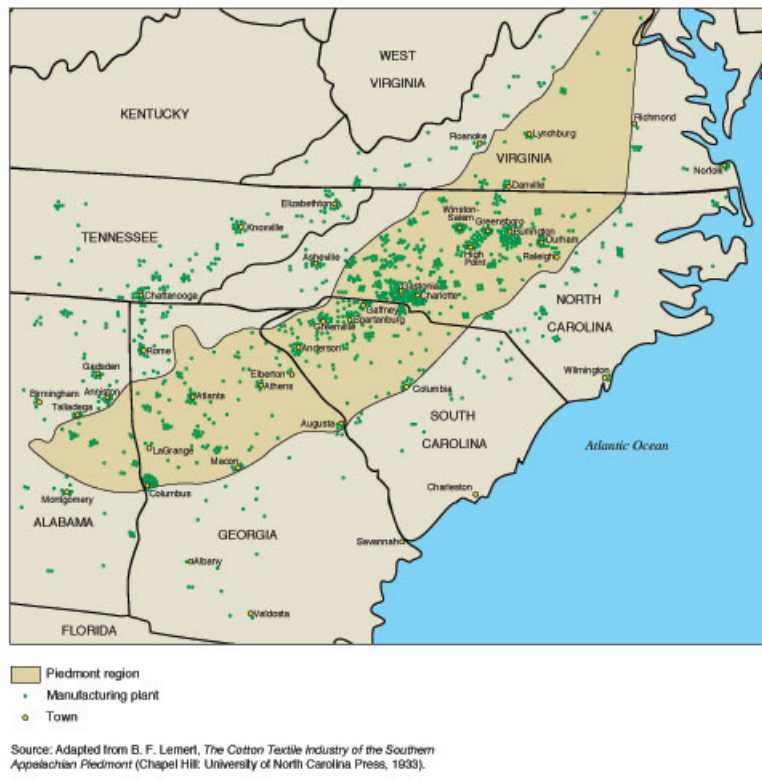 WEST
VIRGINIA
KENTUCKY
Richmond
Roanoke
Lynchburg
VIRGINIA
Norfolk
Danville
Elizabethton
Winston-
Salem
Greensboro
Burlington
TENNESSEE
Knoxville
High
Point
Durham
Raleigh
Asheville
Gastonia
Charlotte
Chattanooga
NORTH
CAROLINA
Gaffney
Spartanburg
Greenville
Rome
Anderson
Gadsden
Elberton
Athens
Wilmington
Birmingham
Anniston
Atlanta
Columbia
Talladega
SOUTH
CAROLINA
Augusta
Atlantic Ocean
LaGrange
Macon
Columbus
Charleston
Montgomery
ALABAMA
GEORGIA
Savannah
Albany
Valdosta
FLORIDA
Piedmont region
Manufacturing plant
Town
Source: Adapted from B. F. Lemert, The Cotton Textile Industry of the Southern
Appalachian Piedmont (Chapel Hill: University of North Carolina Press, 1933).